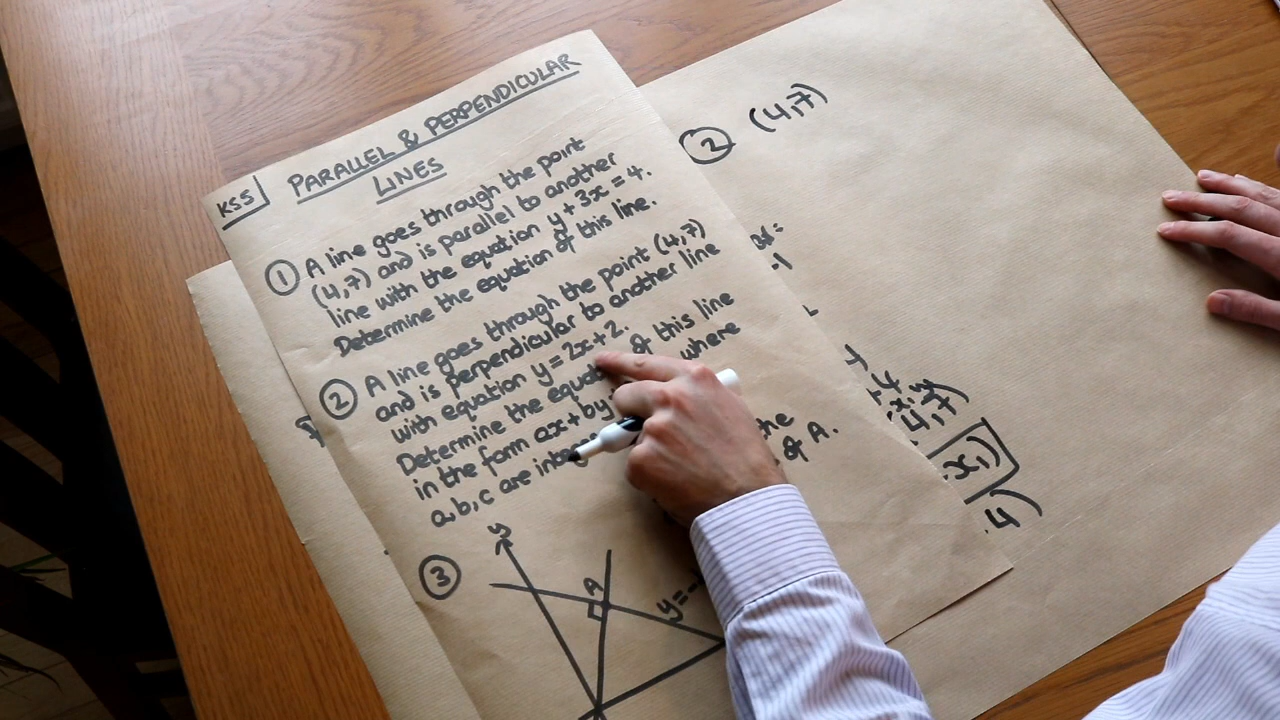 KS5
PARALLEL & PERPENDICULAR
LINES
① A line goes through the point
(4,7) and is parallel to another
line with the equation y + 3x = 4.
Determine the equation of this line.
② A line goes through the point (4,7)
and is perpendicular to another line
with equation y = 2x + 2.
Determine the of this line
in the form ax + by where
a, b, c are
the
of A.
③
y
A
y = -
② (4,7)
(x₁)